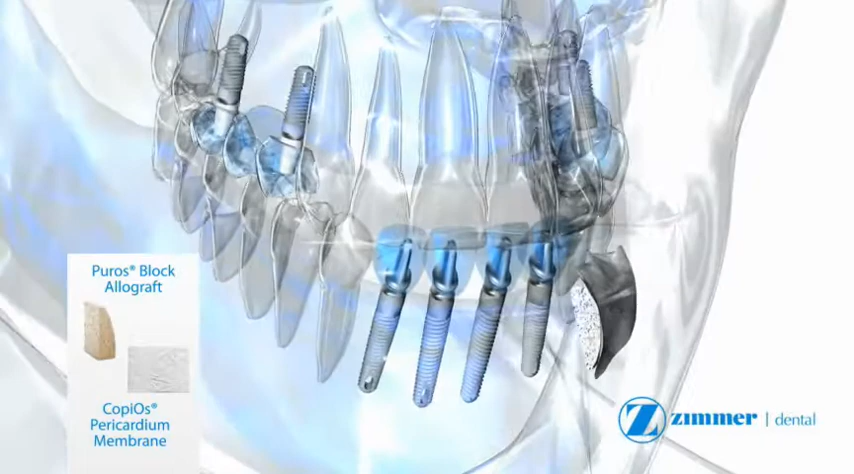 Puros® Block
Allograft
CopiOs®
Pericardium
Membrane
Z zimmer | dental